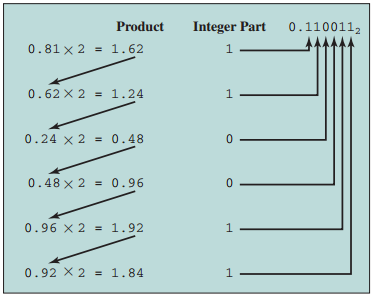 Product Integer Part 0.110011₂
0.81 × 2 = 1.62 1
0.62 × 2 = 1.24 1
0.24 × 2 = 0.48 0
0.48 × 2 = 0.96 0
0.96 × 2 = 1.92 1
0.92 × 2 = 1.84 1